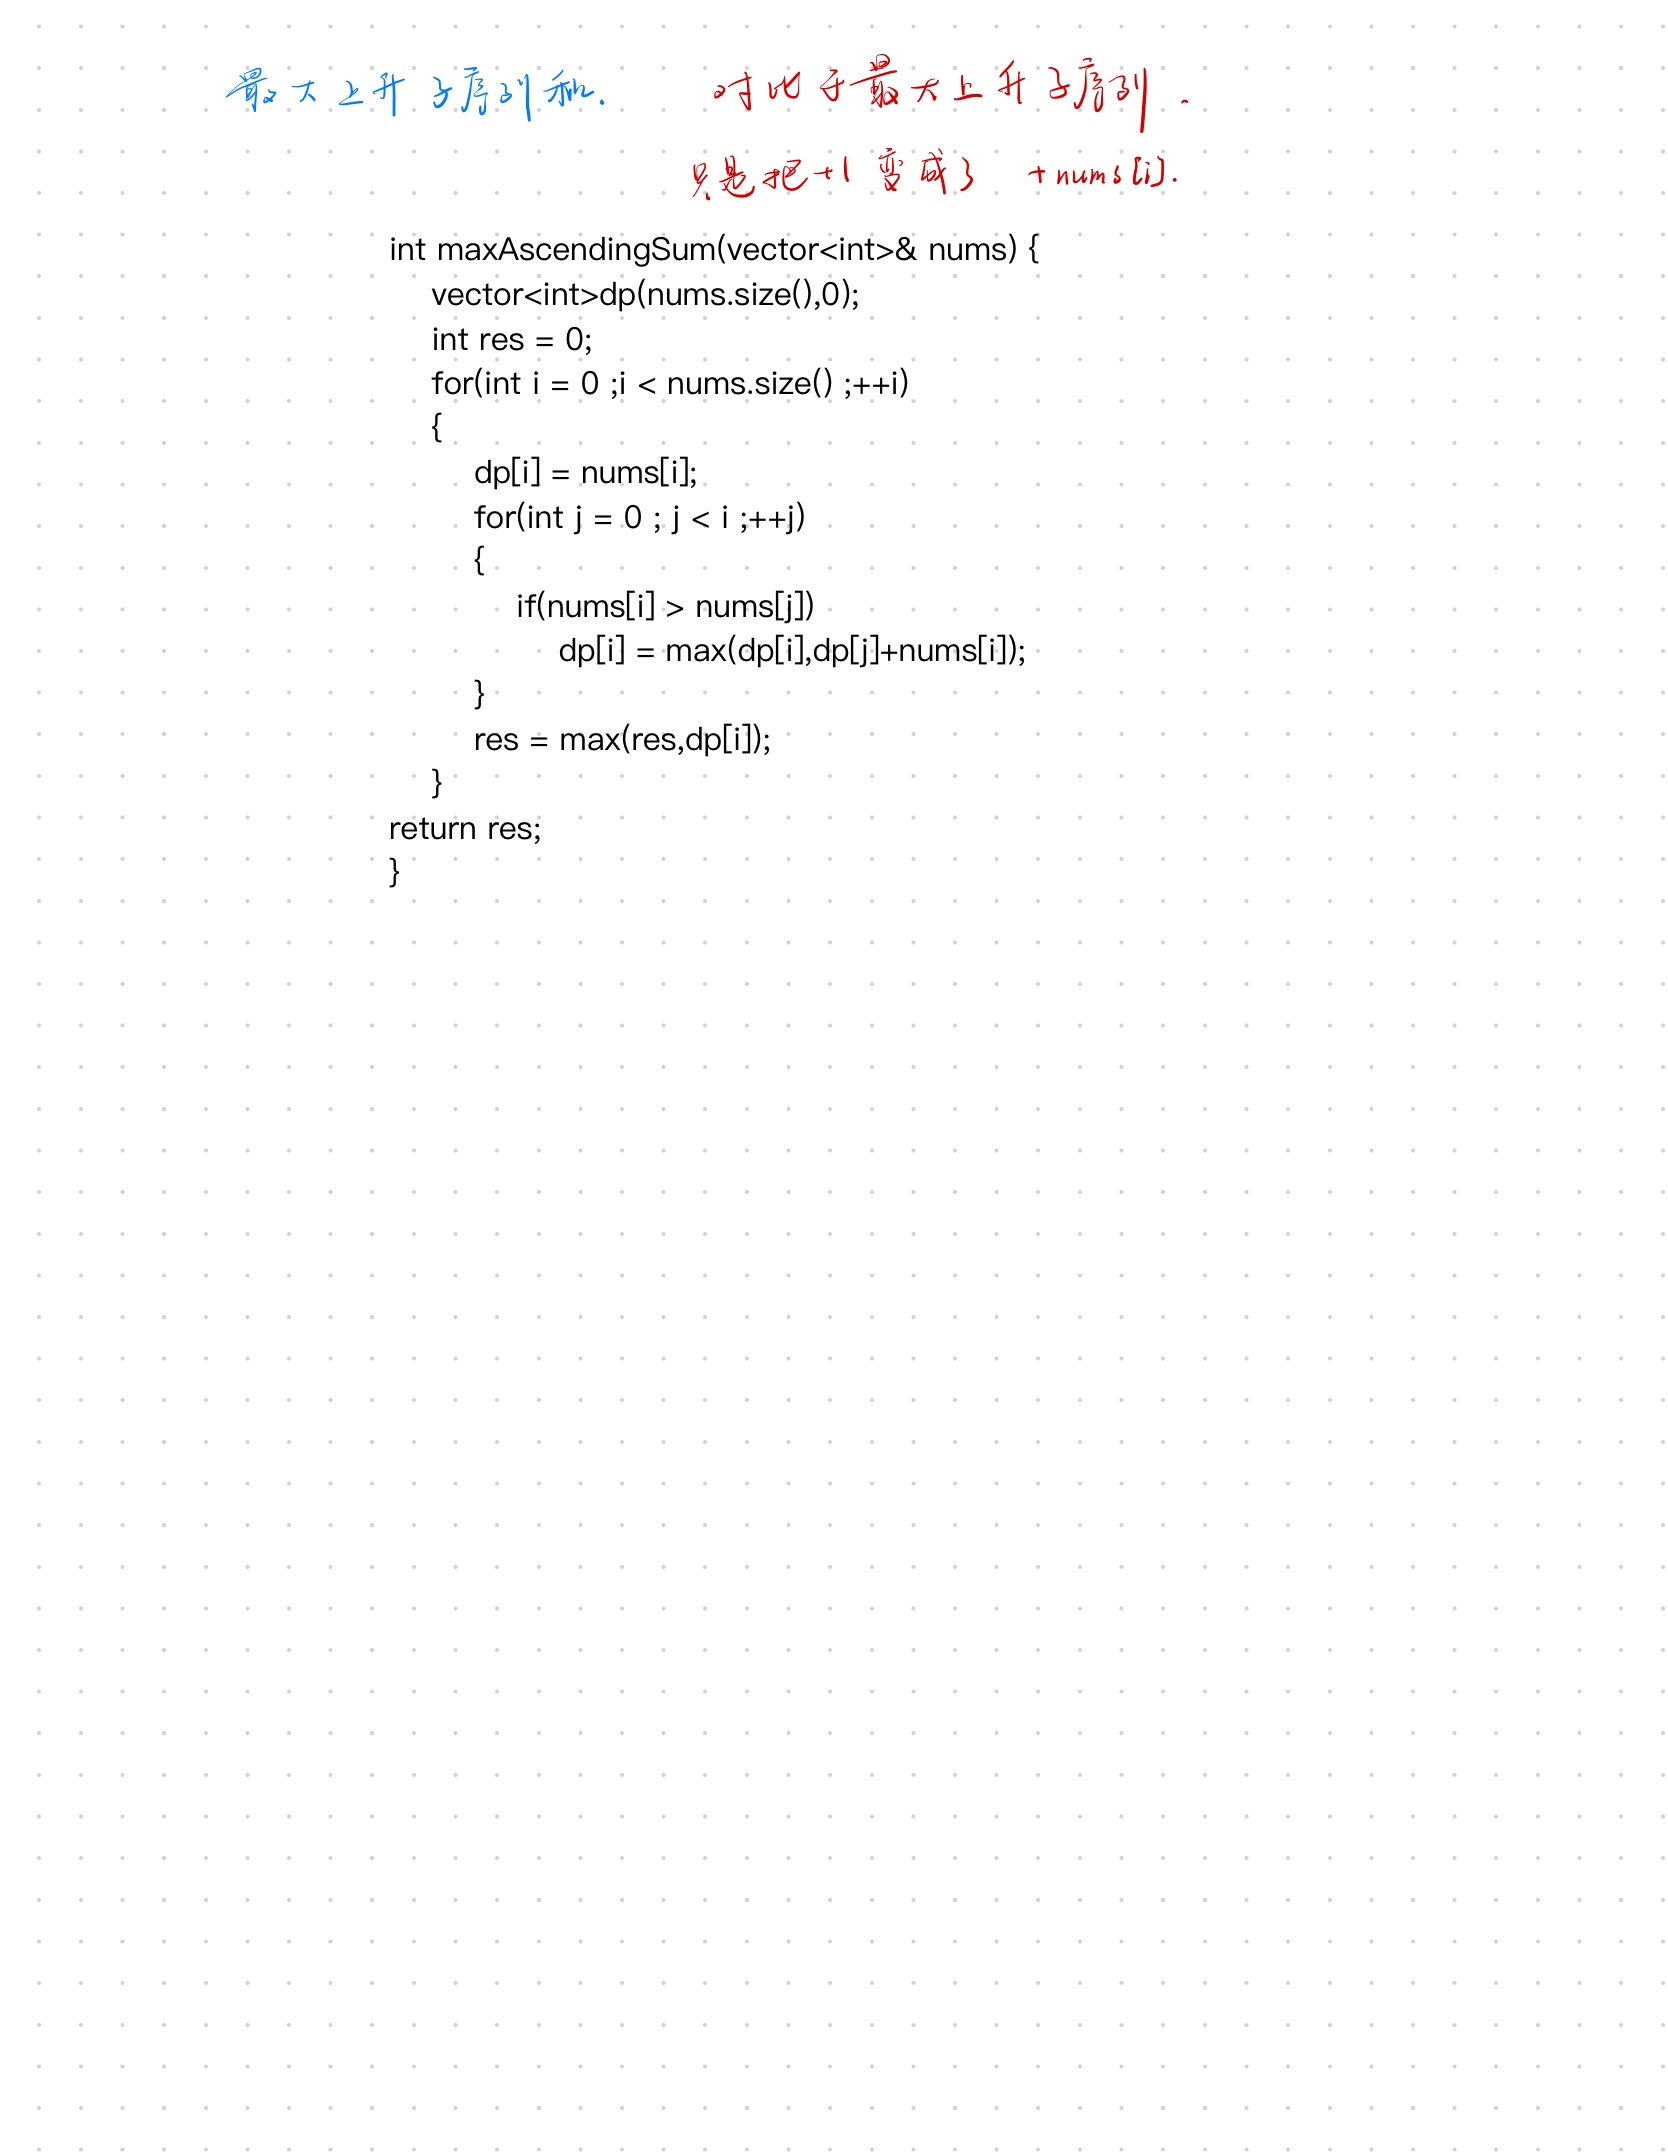 最大上升子序列和.
对比于最大上升子序列.
只是把+1变成了 +nums[i].
int maxAscendingSum(vector<int>& nums) {
vector<int>dp(nums.size(),0);
int res = 0;
for(int i = 0 ;i < nums.size() ;++i)
{
dp[i] = nums[i];
for(int j = 0 ; j < i ;++j)
{
if(nums[i] > nums[j])
dp[i] = max(dp[i],dp[j]+nums[i]);
}
res = max(res,dp[i]);
}
return res;
}